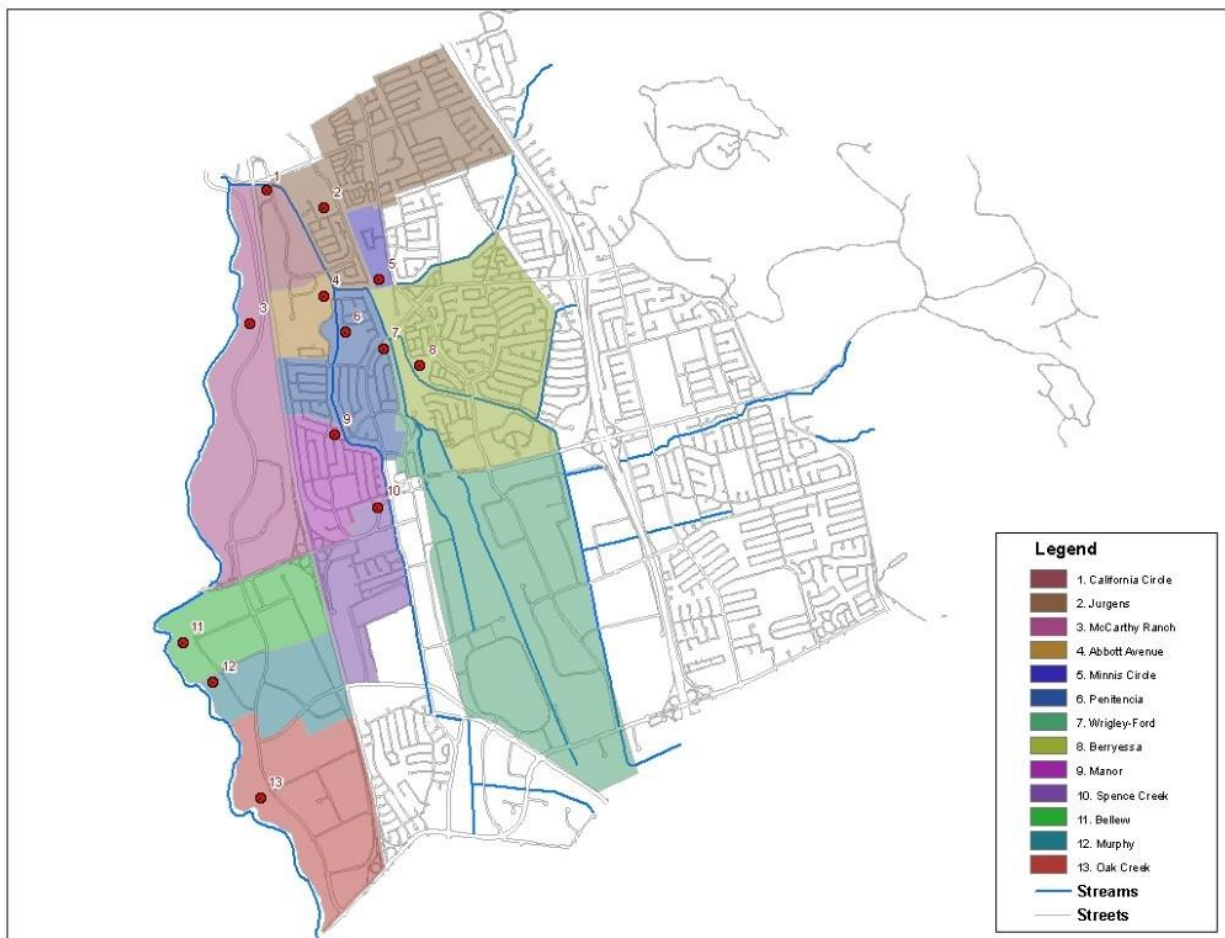 1
2
5
4
3
6
7
8
9
10
11
12
13
Legend
1. California Circle
2. Jurgens
3. McCarthy Ranch
4. Abbott Avenue
5. Minnis Circle
6. Penitencia
7. Wrigley-Ford
8. Berryessa
9. Manor
10. Spence Creek
11. Bellew
12. Murphy
13. Oak Creek
Streams
Streets